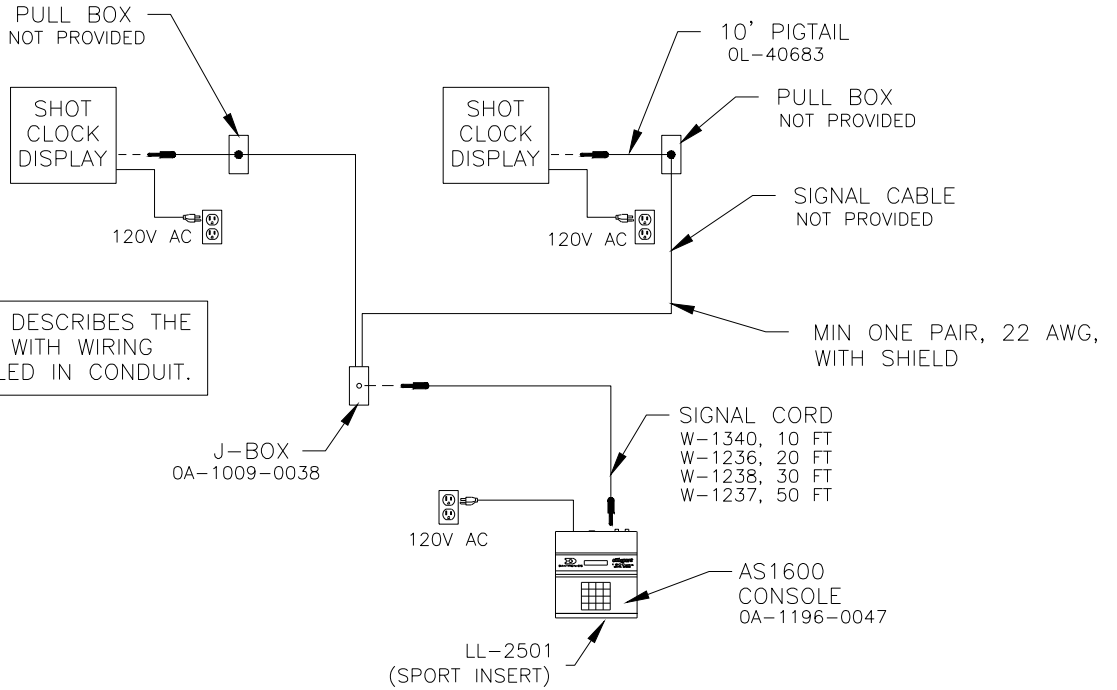 PULL BOX
NOT PROVIDED
10' PIGTAIL
0L-40683
SHOT
CLOCK
DISPLAY
SHOT
CLOCK
DISPLAY
PULL BOX
NOT PROVIDED
SIGNAL CABLE
NOT PROVIDED
120V AC
120V AC
DESCRIBES THE
WITH WIRING
LED IN CONDUIT.
MIN ONE PAIR, 22 AWG,
WITH SHIELD
J-BOX
0A-1009-0038
SIGNAL CORD
W-1340, 10 FT
W-1236, 20 FT
W-1238, 30 FT
W-1237, 50 FT
120V AC
AS1600
CONSOLE
0A-1196-0047
LL-2501
(SPORT INSERT)